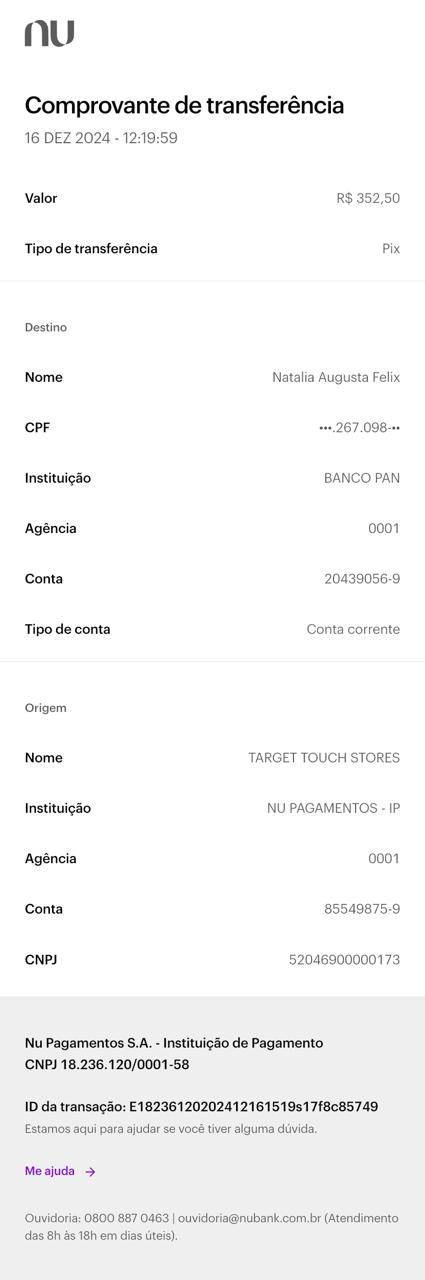 nu
Comprovante de transferência
16 DEZ 2024 - 12:19:59
Valor R$ 352,50
Tipo de transferência Pix
Destino
Nome Natalia Augusta Felix
CPF •••.267.098-••
Instituição BANCO PAN
Agência 0001
Conta 20439056-9
Tipo de conta Conta corrente
Origem
Nome TARGET TOUCH STORES
Instituição NU PAGAMENTOS - IP
Agência 0001
Conta 85549875-9
CNPJ 52046900000173
Nu Pagamentos S.A. - Instituição de Pagamento
CNPJ 18.236.120/0001-58
ID da transação: E18236120202412161519s17f8c85749
Estamos aqui para ajudar se você tiver alguma dúvida.
Me ajuda →
Ouvidoria: 0800 887 0463 | ouvidoria@nubank.com.br (Atendimento
das 8h às 18h em dias úteis).